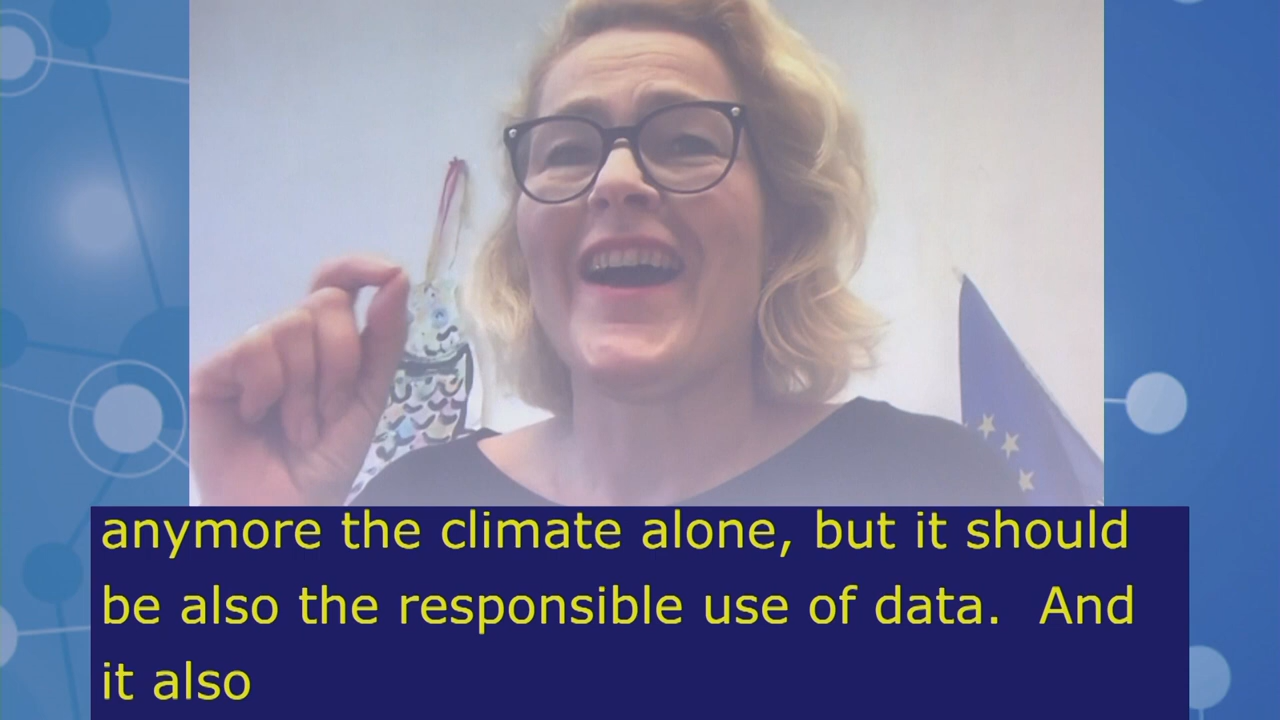 anymore the climate alone, but it should
be also the responsible use of data.  And
it also